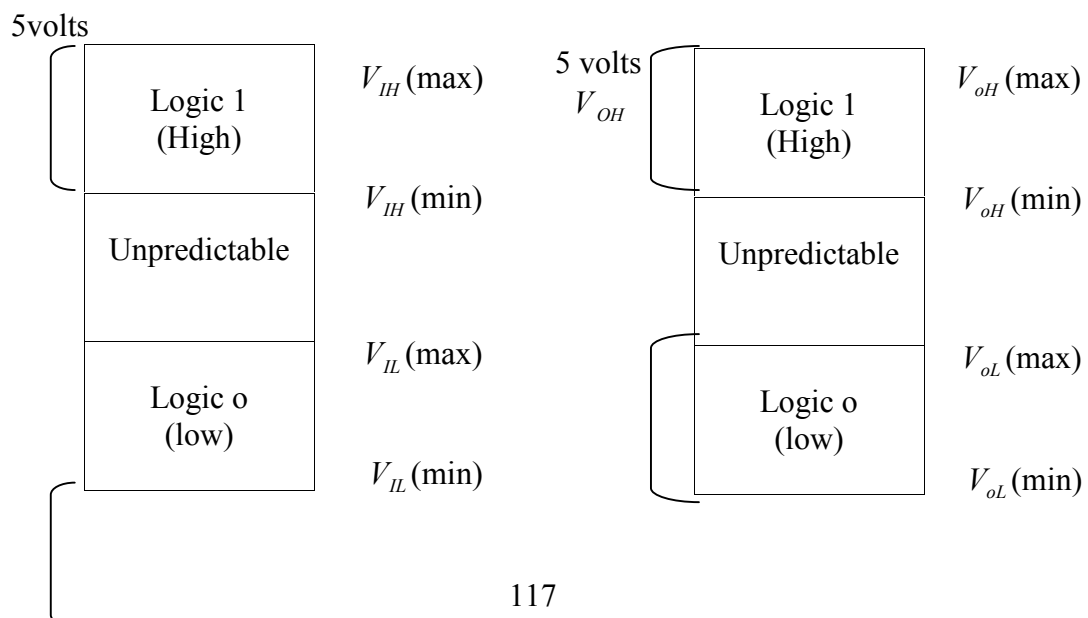 5volts
Logic 1
(High)
V_IH (max)
V_IH (min)
Unpredictable
V_IL (max)
Logic o
(low)
V_IL (min)
5 volts
V_OH
Logic 1
(High)
V_oH (max)
V_oH (min)
Unpredictable
V_oL (max)
Logic o
(low)
V_oL (min)
117